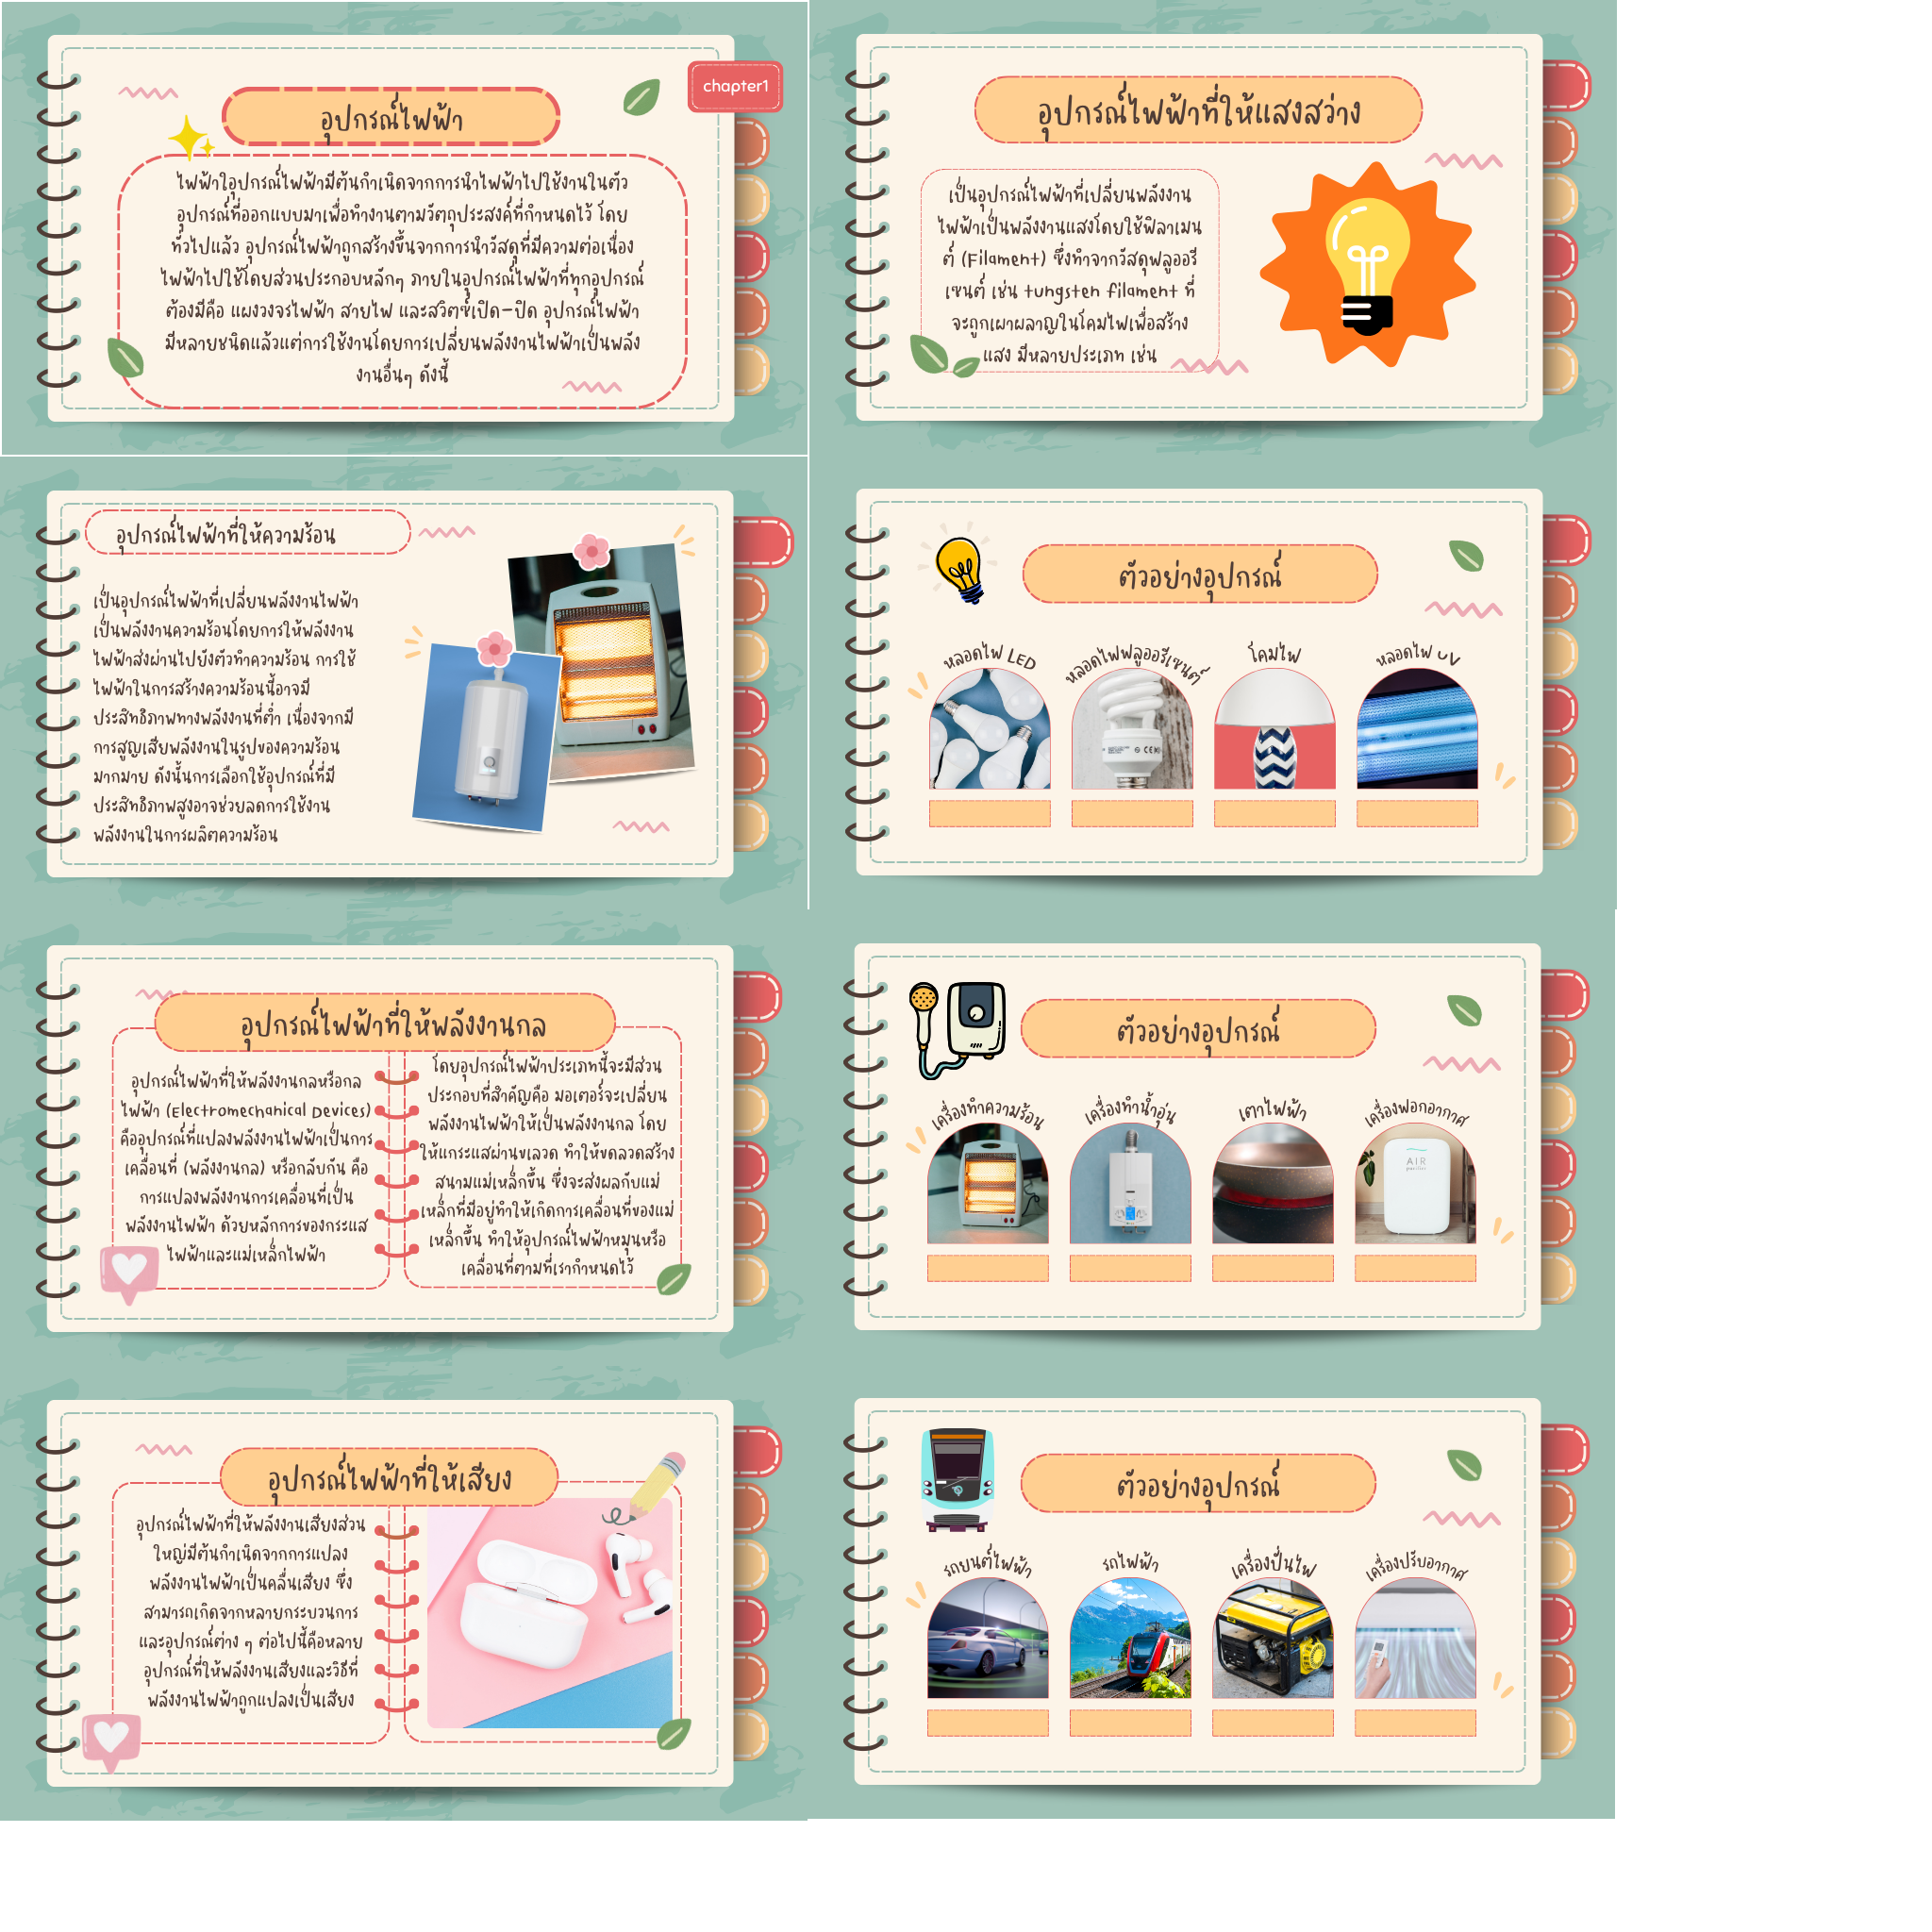 chapter1
อุปกรณ์ไฟฟ้า
ไฟฟ้าใอุปกรณ์ไฟฟ้ามีต้นกำเนิดจากการนำไฟฟ้าไปใช้งานในตัว
อุปกรณ์ที่ออกแบบมาเพื่อทำงานตามวัตถุประสงค์ที่กำหนดไว้ โดย
ทั่วไปแล้ว อุปกรณ์ไฟฟ้าถูกสร้างขึ้นจากการนำวัสดุที่มีความต่อเนื่อง
ไฟฟ้าไปใช้โดยส่วนประกอบหลักๆ ภายในอุปกรณ์ไฟฟ้าที่ทุกอุปกรณ์
ต้องมีคือ แผงวงจรไฟฟ้า สายไฟ และสวิตซ์เปิด-ปิด อุปกรณ์ไฟฟ้า
มีหลายชนิดแล้วแต่การใช้งานโดยการเปลี่ยนพลังงานไฟฟ้าเป็นพลัง
งานอื่นๆ ดังนี้
อุปกรณ์ไฟฟ้าที่ให้แสงสว่าง
เป็นอุปกรณ์ไฟฟ้าที่เปลี่ยนพลังงาน
ไฟฟ้าเป็นพลังงานแสงโดยใช้ฟิลาเมน
ต์ (Filament) ซึ่งทำจากวัสดุฟลูออรี
เซนต์ เช่น tungsten filament ที่
จะถูกเผาผลาญในโคมไฟเพื่อสร้าง
แสง มีหลายประเภท เช่น
อุปกรณ์ไฟฟ้าที่ให้ความร้อน
เป็นอุปกรณ์ไฟฟ้าที่เปลี่ยนพลังงานไฟฟ้า
เป็นพลังงานความร้อนโดยการให้พลังงาน
ไฟฟ้าส่งผ่านไปยังตัวทำความร้อน การใช้
ไฟฟ้าในการสร้างความร้อนนี้อาจมี
ประสิทธิภาพทางพลังงานที่ต่ำ เนื่องจากมี
การสูญเสียพลังงานในรูปของความร้อน
มากมาย ดังนั้นการเลือกใช้อุปกรณ์ที่มี
ประสิทธิภาพสูงอาจช่วยลดการใช้งาน
พลังงานในการผลิตความร้อน
ตัวอย่างอุปกรณ์
หลอดไฟ LED
หลอดไฟฟลูออรีเซนต์
โคมไฟ
หลอดไฟ UV
อุปกรณ์ไฟฟ้าที่ให้พลังงานกล
อุปกรณ์ไฟฟ้าที่ให้พลังงานกลหรือกล
ไฟฟ้า (Electromechanical Devices)
คืออุปกรณ์ที่แปลงพลังงานไฟฟ้าเป็นการ
เคลื่อนที่ (พลังงานกล) หรือกลับกัน คือ
การแปลงพลังงานการเคลื่อนที่เป็น
พลังงานไฟฟ้า ด้วยหลักการของกระแส
ไฟฟ้าและแม่เหล็กไฟฟ้า
โดยอุปกรณ์ไฟฟ้าประเภทนี้จะมีส่วน
ประกอบที่สำคัญคือ มอเตอร์จะเปลี่ยน
พลังงานไฟฟ้าให้เป็นพลังงานกล โดย
ให้แกระแสผ่านขเลวด ทำให้ขดลวดสร้าง
สนามแม่เหล็กขึ้น ซึ่งจะส่งผลกับแม่
เหล็กที่มีอยู่ทำให้เกิดการเคลื่อนที่ของแม่
เหล็กขึ้น ทำให้อุปกรณ์ไฟฟ้าหมุนหรือ
เคลื่อนที่ตามที่เรากำหนดไว้
ตัวอย่างอุปกรณ์
เครื่องทำความร้อน
เครื่องทำน้ำอุ่น
เตาไฟฟ้า
เครื่องฟอกอากาศ
AIR
purifier
อุปกรณ์ไฟฟ้าที่ให้เสียง
อุปกรณ์ไฟฟ้าที่ให้พลังงานเสียงส่วน
ใหญ่มีต้นกำเนิดจากการแปลง
พลังงานไฟฟ้าเป็นคลื่นเสียง ซึ่ง
สามารถเกิดจากหลายกระบวนการ
และอุปกรณ์ต่าง ๆ ต่อไปนี้คือหลาย
อุปกรณ์ที่ให้พลังงานเสียงและวิธีที่
พลังงานไฟฟ้าถูกแปลงเป็นเสียง
ตัวอย่างอุปกรณ์
รถยนต์ไฟฟ้า
รถไฟฟ้า
เครื่องปั่นไฟ
เครื่องปรับอากาศ